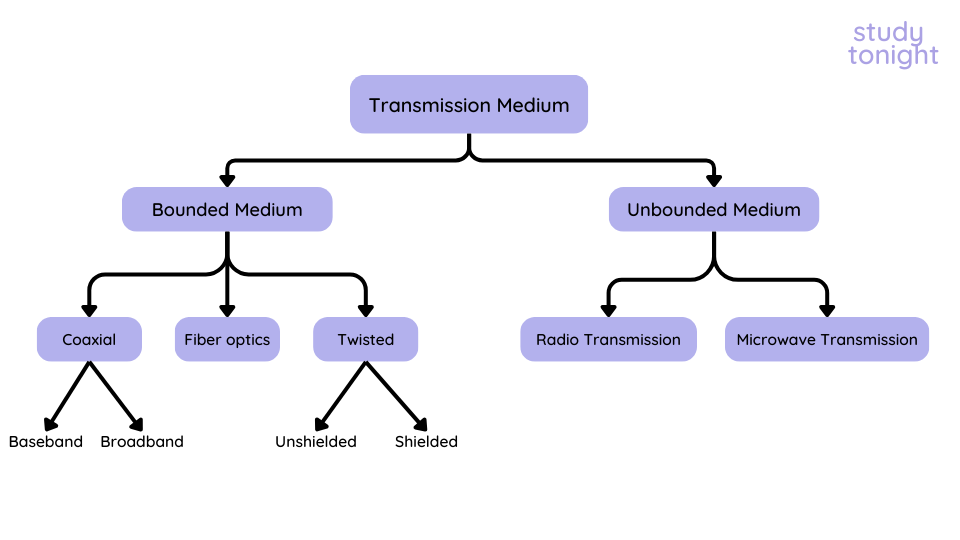 study
tonight
Transmission Medium
Bounded Medium
Unbounded Medium
Coaxial
Fiber optics
Twisted
Radio Transmission
Microwave Transmission
Baseband
Broadband
Unshielded
Shielded